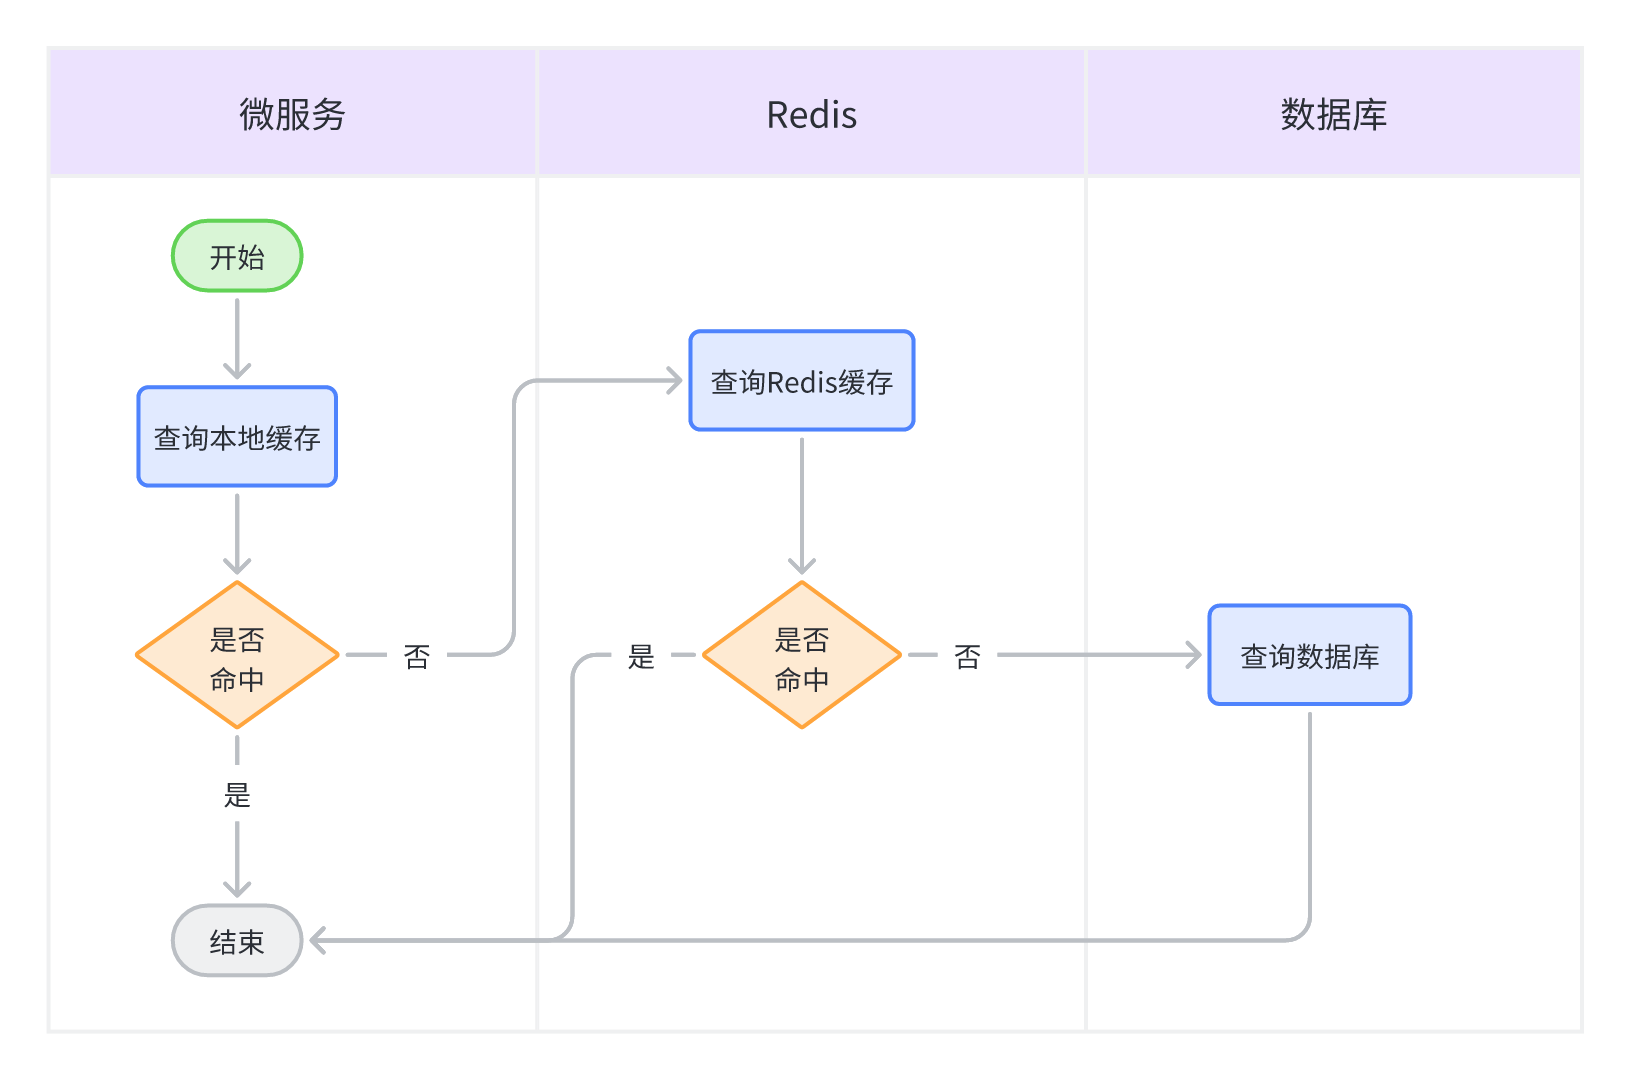 微服务
Redis
数据库
开始
查询Redis缓存
查询本地缓存
是否
命中
否
是
是否
命中
否
查询数据库
是
结束